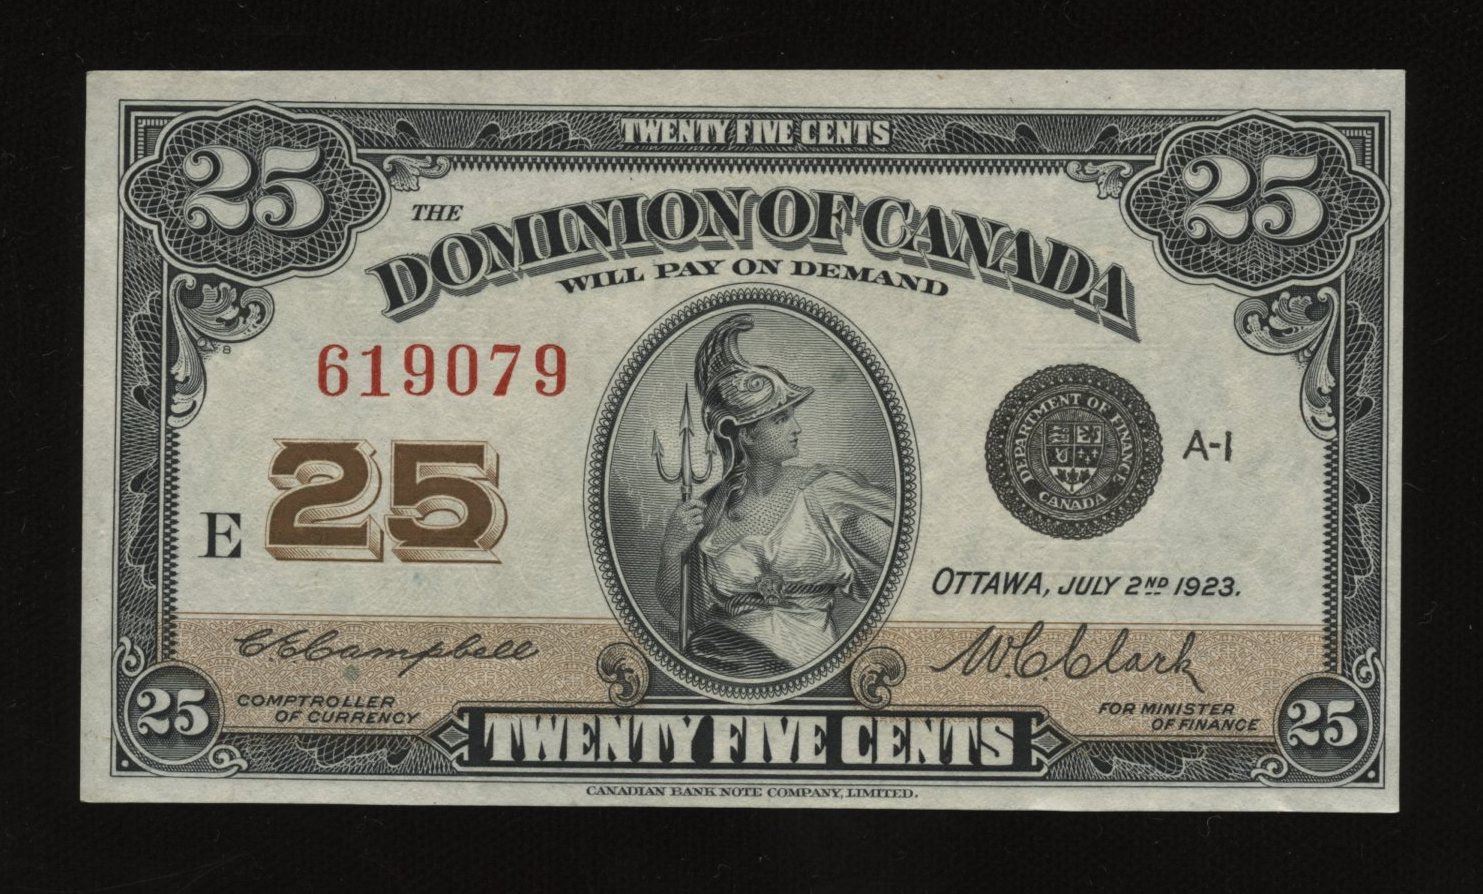 TWENTY FIVE CENTS
25 25
THE
DOMINION OF CANADA
WILL PAY ON DEMAND
B
619079
25
E
DEPARTMENT OF FINANCE
CANADA
A-1
OTTAWA, JULY 2ND 1923.
C E Campbell
W.C. Clark
COMPTROLLER
OF CURRENCY
FOR MINISTER
OF FINANCE
25 25
TWENTY FIVE CENTS
CANADIAN BANK NOTE COMPANY, LIMITED.